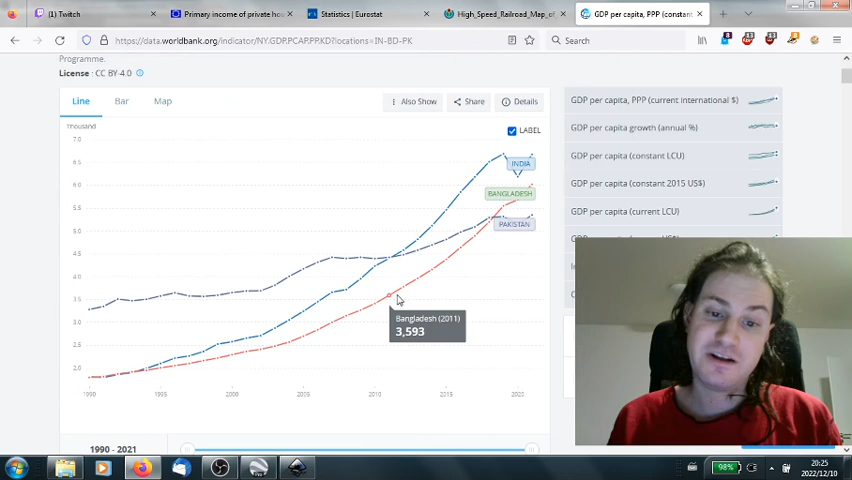 (1) Twitch
Primary income of private hou
Statistics | Eurostat
High_Speed_Railroad_Map_of
GDP per capita, PPP (constant
https://data.worldbank.org/indicator/NY.GDP.PCAP.PP.KD?locations=IN-BD-PK
Search
Programme.
License : CC BY-4.0
Line
Bar
Map
Also Show
Share
Details
Thousand
LABEL
7.0
6.5
6.0
5.5
5.0
4.5
4.0
3.5
3.0
2.5
2.0
INDIA
BANGLADESH
PAKISTAN
Bangladesh (2011)
3,593
1990
1995
2000
2005
2010
2015
2020
1990 - 2021
GDP per capita, PPP (current international $)
GDP per capita growth (annual %)
GDP per capita (constant LCU)
GDP per capita (constant 2015 US$)
GDP per capita (current LCU)
98%
20:25
2022/12/10